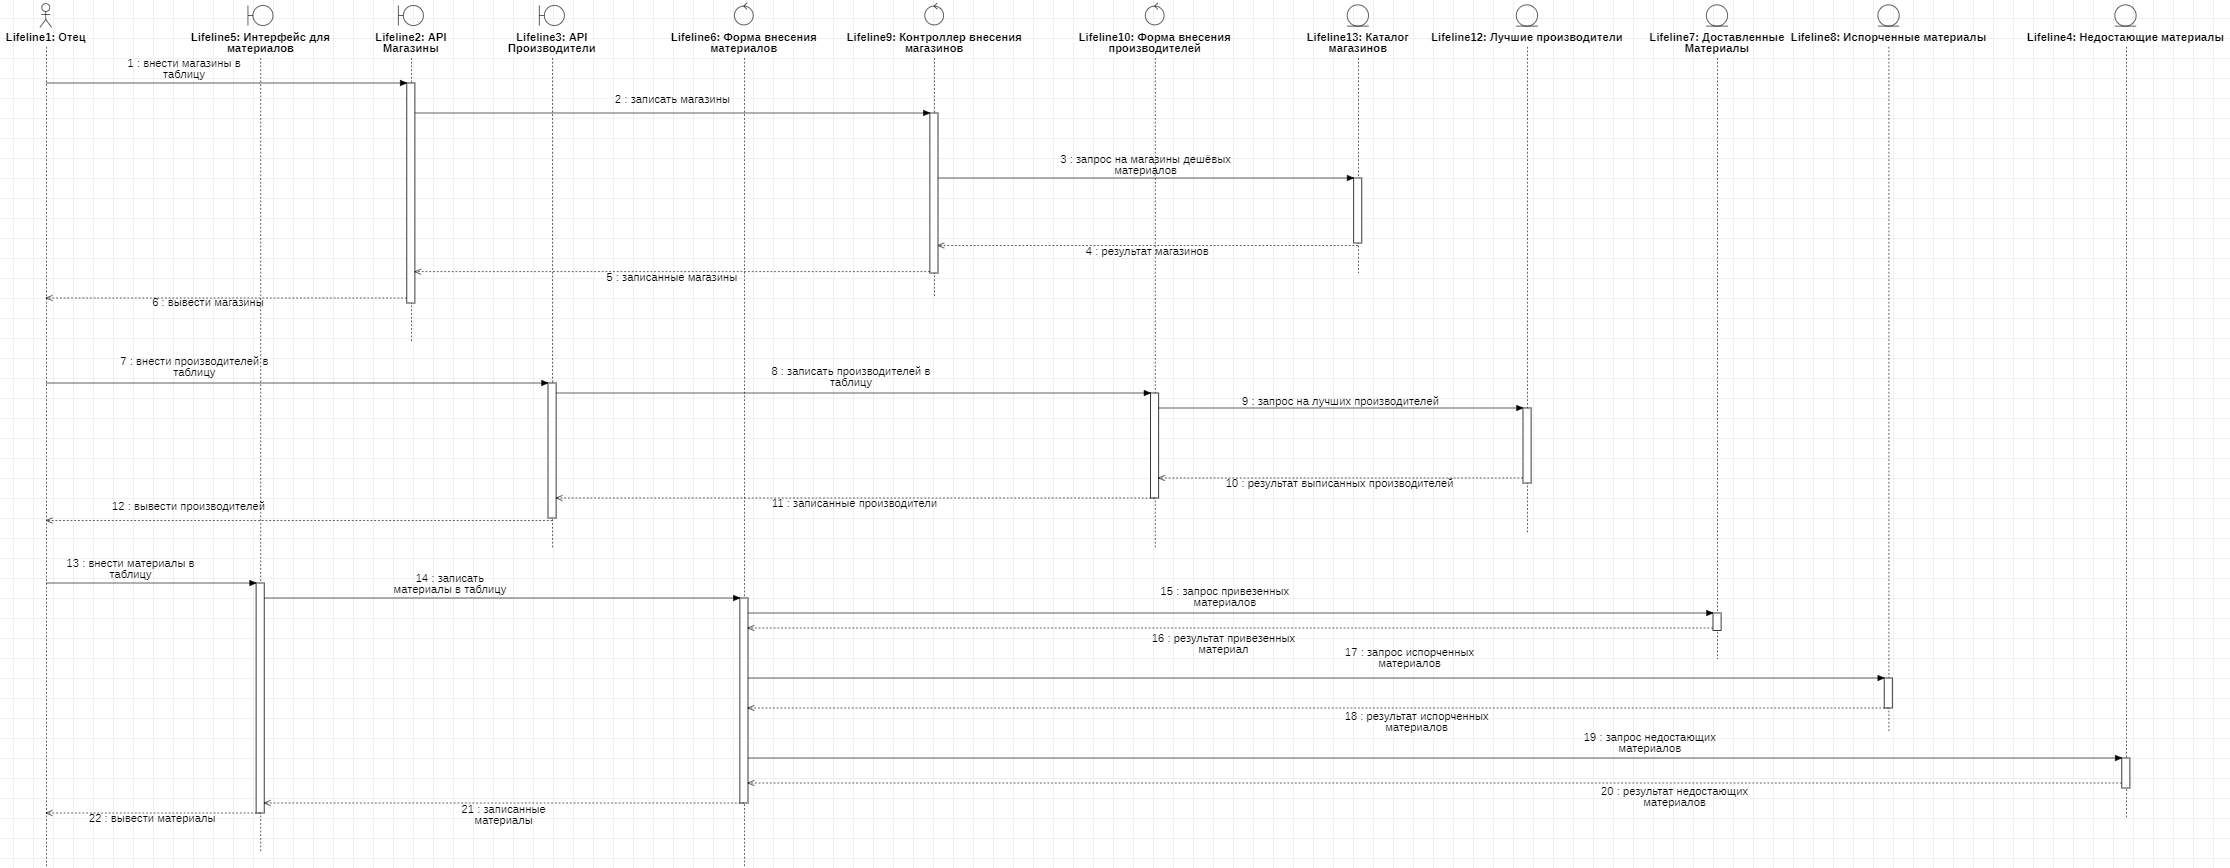 Lifeline1: Отец
Lifeline5: Интерфейс для
материалов
Lifeline2: API
Магазины
Lifeline3: API
Производители
Lifeline6: Форма внесения
материалов
Lifeline9: Контроллер внесения
магазинов
Lifeline10: Форма внесения
производителей
Lifeline13: Каталог
магазинов
Lifeline12: Лучшие производители
Lifeline7: Доставленные
Материалы
Lifeline8: Испорченные материалы
Lifeline4: Недостающие материалы
1 : внести магазины в
таблицу
2 : записать магазины
3 : запрос на магазины дешёвых
материалов
4 : результат магазинов
5 : записанные магазины
6 : вывести магазины
7 : внести производителей в
таблицу
8 : записать производителей в
таблицу
9 : запрос на лучших производителей
10 : результат выписанных производителей
11 : записанные производители
12 : вывести производителей
13 : внести материалы в
таблицу
14 : записать
материалы в таблицу
15 : запрос привезенных
материалов
16 : результат привезенных
материал
17 : запрос испорченных
материалов
18 : результат испорченных
материалов
19 : запрос недостающих
материалов
20 : результат недостающих
материалов
21 : записанные
материалы
22 : вывести материалы